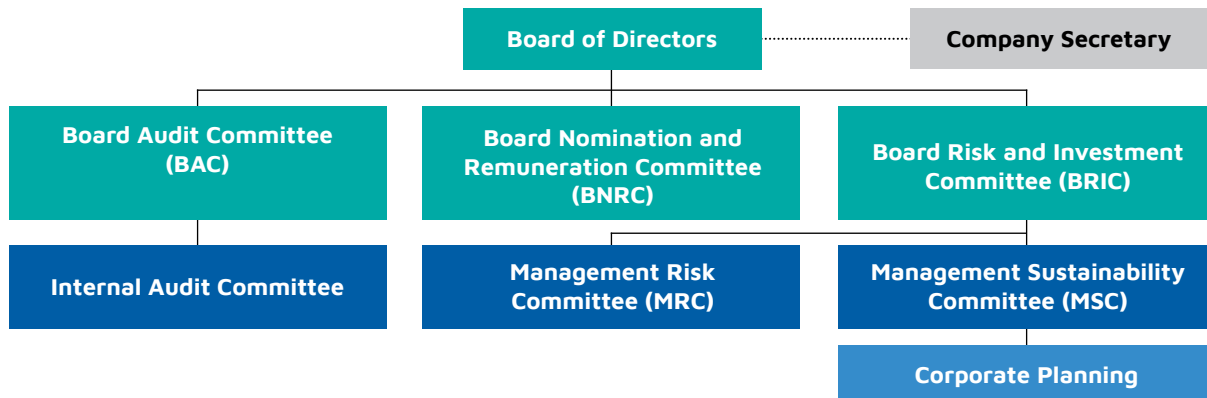 Board of Directors
Company Secretary
Board Audit Committee
(BAC)
Board Nomination and
Remuneration Committee
(BNRC)
Board Risk and Investment
Committee (BRIC)
Internal Audit Committee
Management Risk
Committee (MRC)
Management Sustainability
Committee (MSC)
Corporate Planning